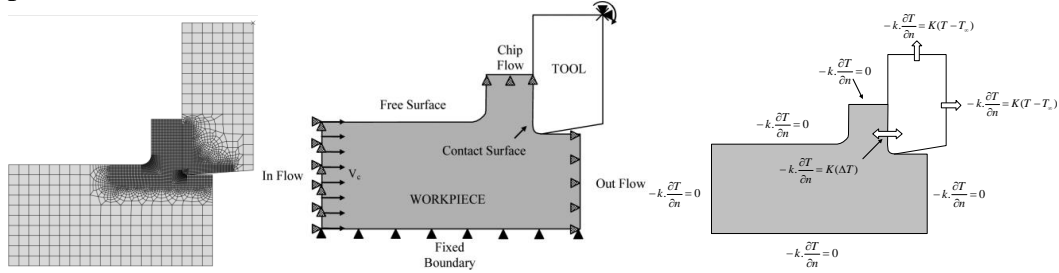 Chip
Flow
TOOL
Free Surface
Contact Surface
In Flow
V_c
Out Flow
WORKPIECE
Fixed
Boundary
-k.∂T/∂n = K(T-T_∞)
-k.∂T/∂n = 0
-k.∂T/∂n = K(T-T_∞)
-k.∂T/∂n = 0
-k.∂T/∂n = K(ΔT)
-k.∂T/∂n = 0
-k.∂T/∂n = 0
-k.∂T/∂n = 0